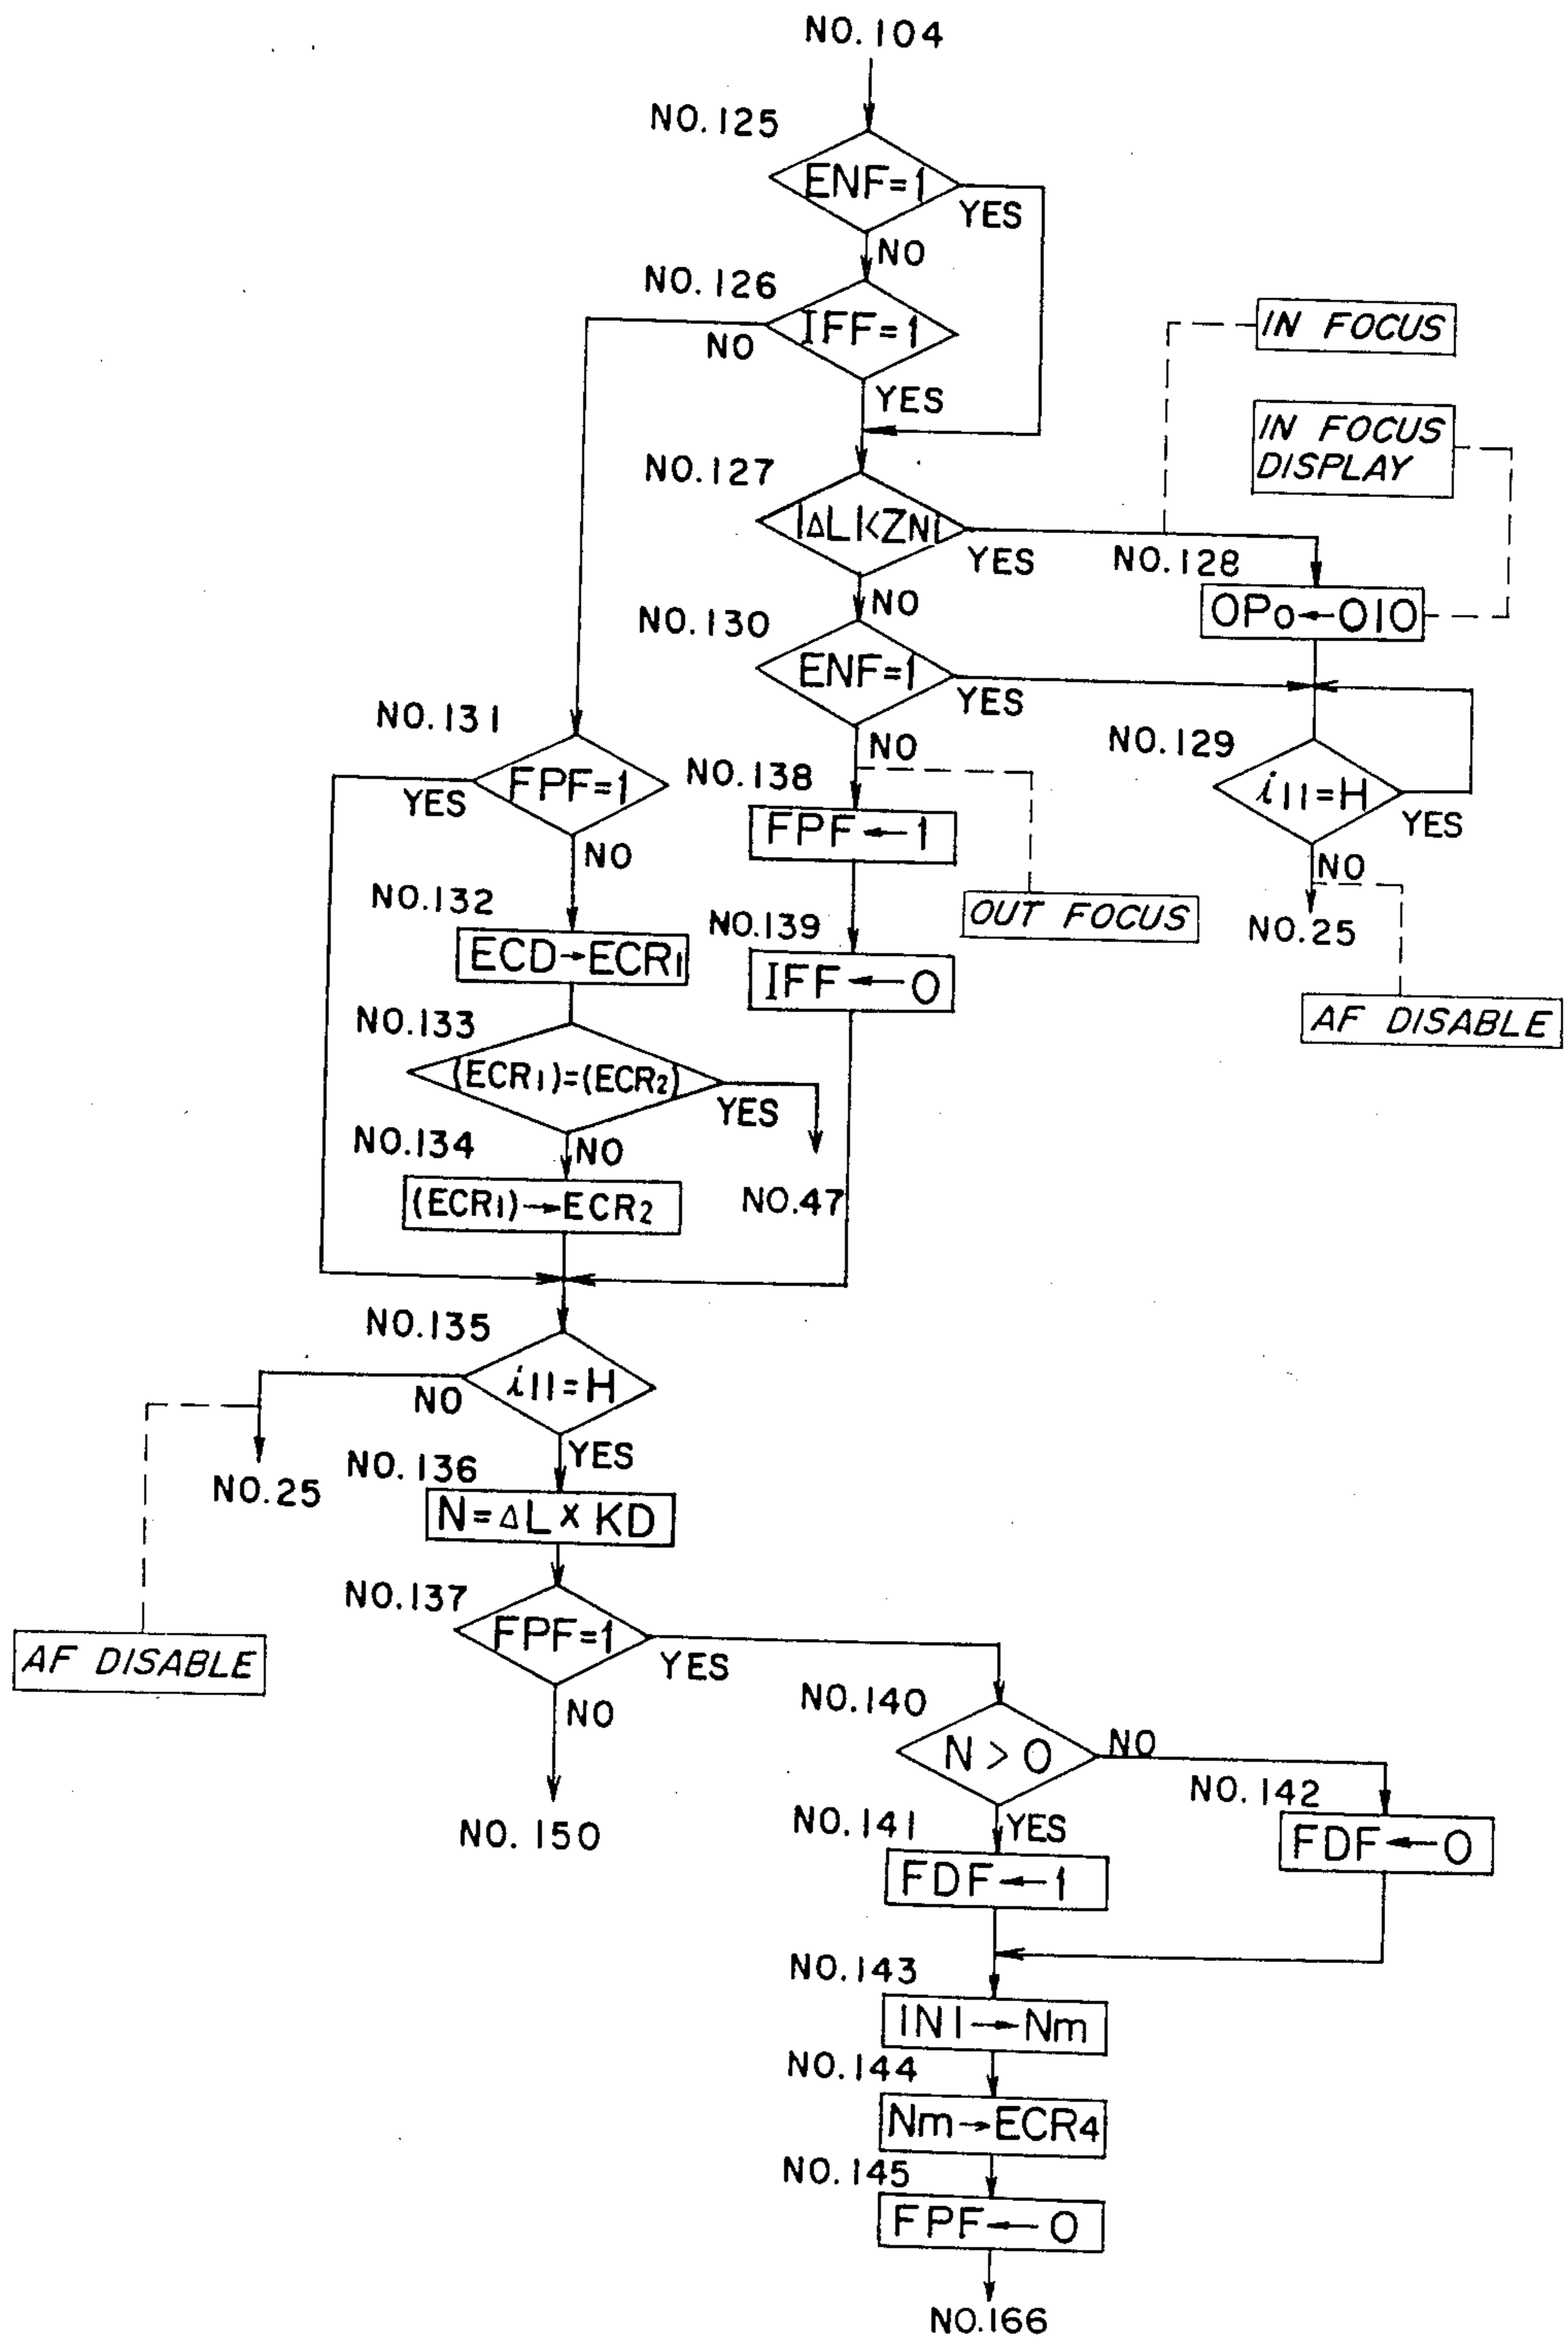 NO.104
NO.125
ENF=1
YES
NO
NO.126
IFF=1
NO
YES
IN FOCUS
IN FOCUS
DISPLAY
NO.127
|ΔL|<ZN
YES
NO.128
OPo←010
NO
NO.130
ENF=1
YES
NO
NO.129
i11=H
YES
NO
NO.25
AF DISABLE
NO.131
FPF=1
YES
NO
NO.138
FPF←1
OUT FOCUS
NO.139
IFF←0
NO.132
ECD→ECR1
NO.133
(ECR1)=(ECR2)
YES
NO.47
NO
NO.134
(ECR1)→ECR2
NO.135
i11=H
NO
NO.25
AF DISABLE
YES
NO.136
N=ΔL×KD
NO.137
FPF=1
YES
NO
NO.150
NO.140
N>0
NO
NO.142
FDF←0
YES
NO.141
FDF←1
NO.143
|N|→Nm
NO.144
Nm→ECR4
NO.145
FPF←0
NO.166